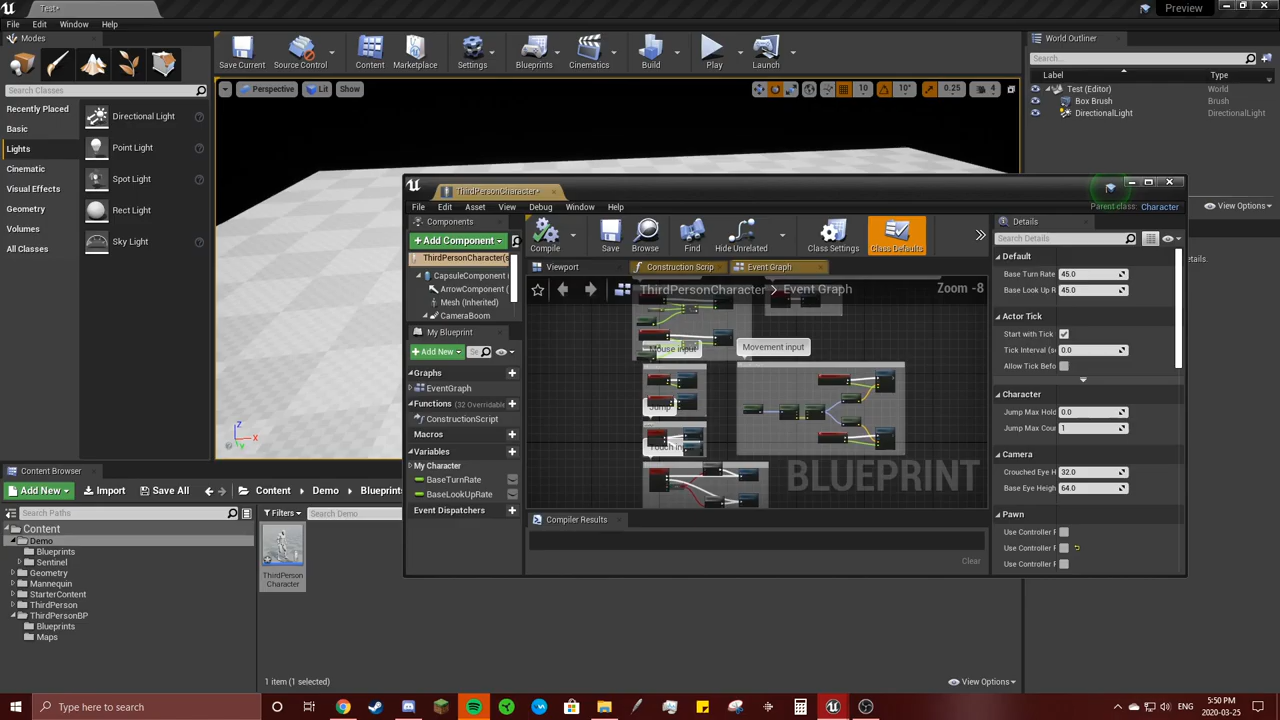 Test*
Preview
File Edit Window Help
Modes
Search Classes
Recently Placed
Basic
Lights
Cinematic
Visual Effects
Geometry
Volumes
All Classes
Directional Light
Point Light
Spot Light
Rect Light
Sky Light
Save Current
Source Control
Content
Marketplace
Settings
Blueprints
Cinematics
Build
Play
Launch
Perspective Lit Show
10 10° 0.25 4
World Outliner
Search...
Label Type
Test (Editor) World
Box Brush Brush
DirectionalLight DirectionalLight
View Options
ThirdPersonCharacter*
Parent class: Character
File Edit Asset View Debug Window Help
Components
+ Add Component
ThirdPersonCharacter(s
CapsuleComponent (
ArrowComponent (
Mesh (Inherited)
CameraBoom
My Blueprint
+ Add New
Graphs
EventGraph
Functions (32 Overridable
ConstructionScript
Macros
Variables
My Character
BaseTurnRate
BaseLookUpRate
Event Dispatchers
Compile
Save
Browse
Find
Hide Unrelated
Class Settings
Class Defaults
Viewport
Construction Scrip
Event Graph
ThirdPersonCharacter > Event Graph
Zoom -8
Mouse input
Movement input
Jump
BLUEPRINT
Compiler Results
Clear
Details
Search Details
Default
Base Turn Rate 45.0
Base Look Up R 45.0
Actor Tick
Start with Tick
Tick Interval (s 0.0
Allow Tick Befo
Character
Jump Max Hold 0.0
Jump Max Cour 1
Camera
Crouched Eye H 32.0
Base Eye Heigh 64.0
Pawn
Use Controller F
Use Controller F
Use Controller F
Content Browser
Add New Import Save All Content Demo Blueprints
Search Paths
Filters Search Demo
Content
Demo
Blueprints
Sentinel
Geometry
Mannequin
StarterContent
ThirdPerson
ThirdPersonBP
Blueprints
Maps
ThirdPerson
Character
1 item (1 selected)
View Options
Type here to search
5:50 PM
2020-03-25